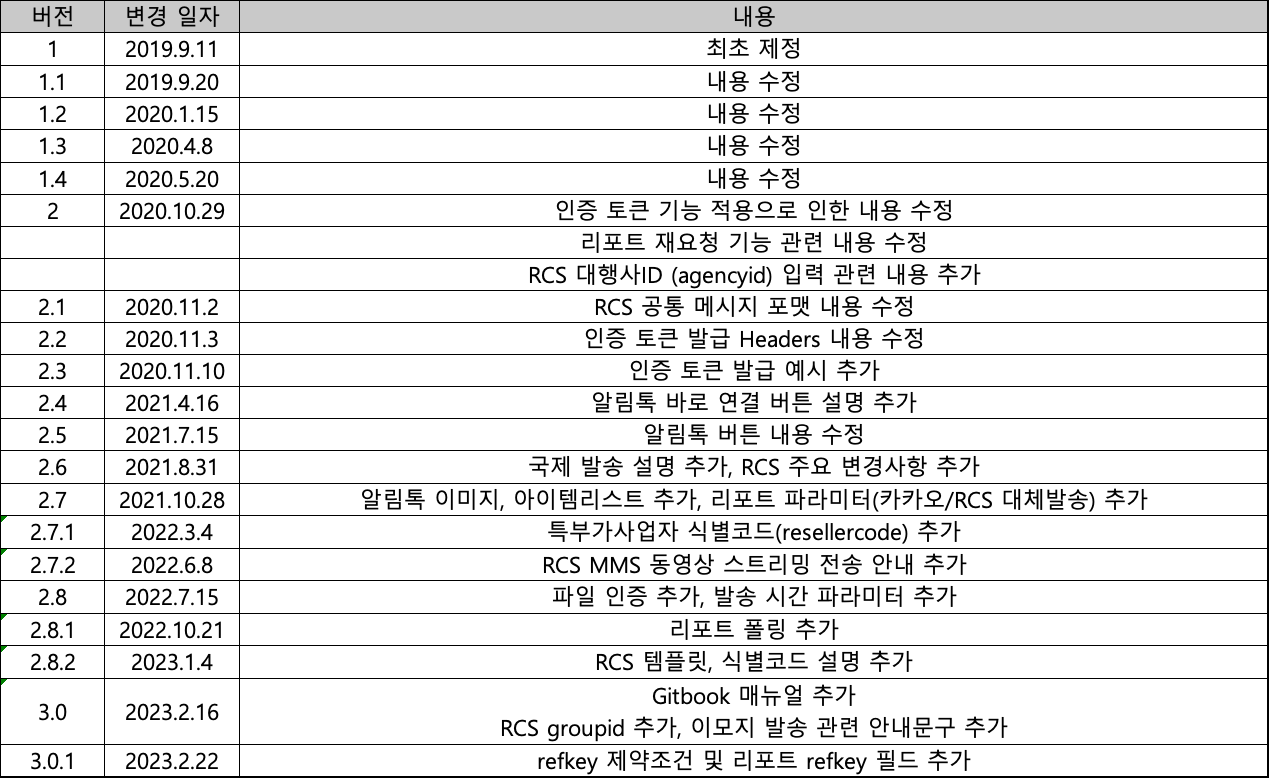 버전 변경 일자 내용
1 2019.9.11 최초 제정
1.1 2019.9.20 내용 수정
1.2 2020.1.15 내용 수정
1.3 2020.4.8 내용 수정
1.4 2020.5.20 내용 수정
2 2020.10.29 인증 토큰 기능 적용으로 인한 내용 수정
리포트 재요청 기능 관련 내용 수정
RCS 대행사ID (agencyid) 입력 관련 내용 추가
2.1 2020.11.2 RCS 공통 메시지 포맷 내용 수정
2.2 2020.11.3 인증 토큰 발급 Headers 내용 수정
2.3 2020.11.10 인증 토큰 발급 예시 추가
2.4 2021.4.16 알림톡 바로 연결 버튼 설명 추가
2.5 2021.7.15 알림톡 버튼 내용 수정
2.6 2021.8.31 국제 발송 설명 추가, RCS 주요 변경사항 추가
2.7 2021.10.28 알림톡 이미지, 아이템리스트 추가, 리포트 파라미터(카카오/RCS 대체발송) 추가
2.7.1 2022.3.4 특부가사업자 식별코드(resellercode) 추가
2.7.2 2022.6.8 RCS MMS 동영상 스트리밍 전송 안내 추가
2.8 2022.7.15 파일 인증 추가, 발송 시간 파라미터 추가
2.8.1 2022.10.21 리포트 폴링 추가
2.8.2 2023.1.4 RCS 템플릿, 식별코드 설명 추가
3.0 2023.2.16 Gitbook 매뉴얼 추가
RCS groupid 추가, 이모지 발송 관련 안내문구 추가
3.0.1 2023.2.22 refkey 제약조건 및 리포트 refkey 필드 추가